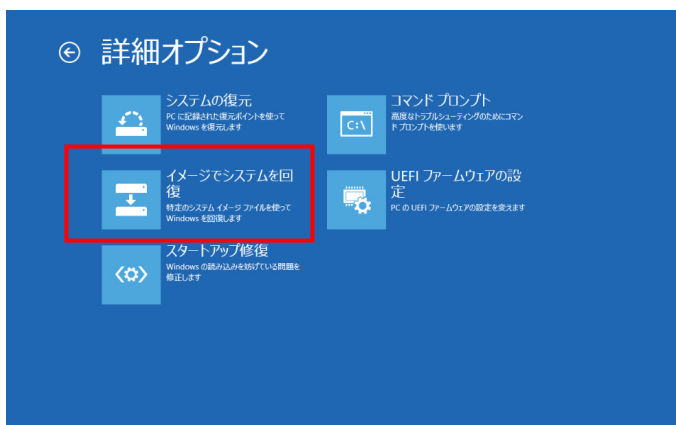 詳細オプション
システムの復元
PC に記録された復元ポイントを使って
Windows を復元します
イメージでシステムを回
復
特定のシステム イメージ ファイルを使って
Windows を回復します
スタートアップ修復
Windows の読み込みを妨げている問題を
修正します
コマンド プロンプト
高度なトラブルシューティングのためにコマン
ド プロンプトを使います
C:\
UEFI ファームウェアの設
定
PC の UEFI ファームウェアの設定を変えます